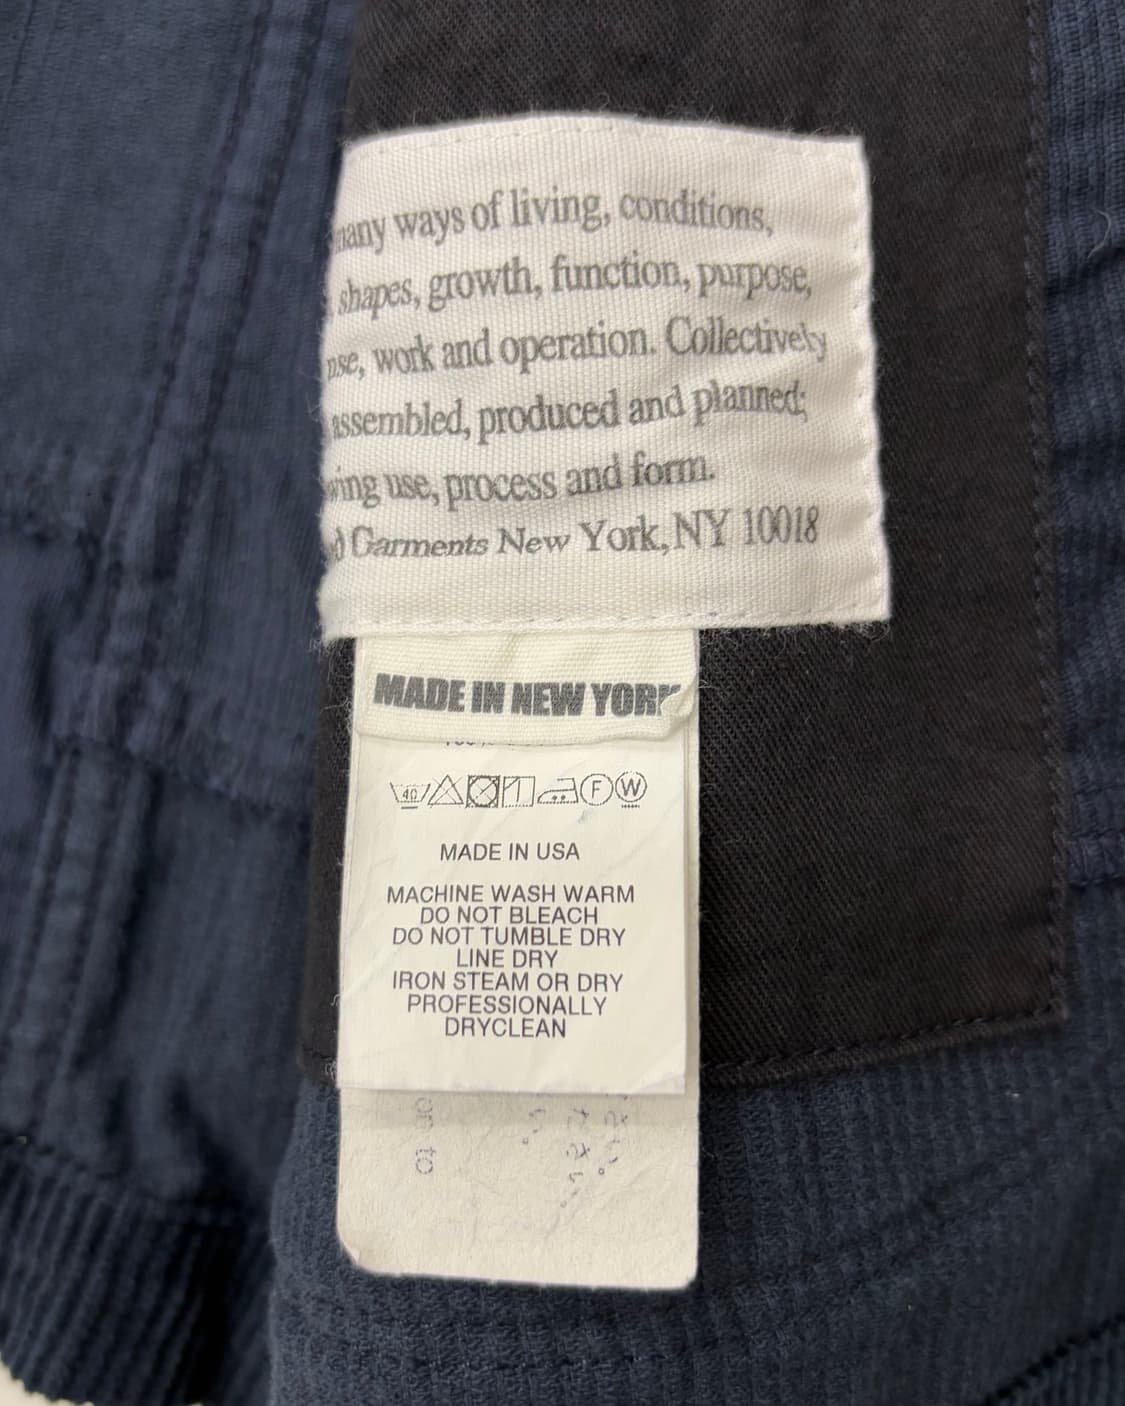 ways of living, conditions,
shapes, growth, function, purpose,
work and operation. Collectively
assembled, produced and planned;
use, process and form.
Garments New York, NY 10018
MADE IN NEW YORK
40 F W
MADE IN USA
MACHINE WASH WARM
DO NOT BLEACH
DO NOT TUMBLE DRY
LINE DRY
IRON STEAM OR DRY
PROFESSIONALLY
DRYCLEAN
to